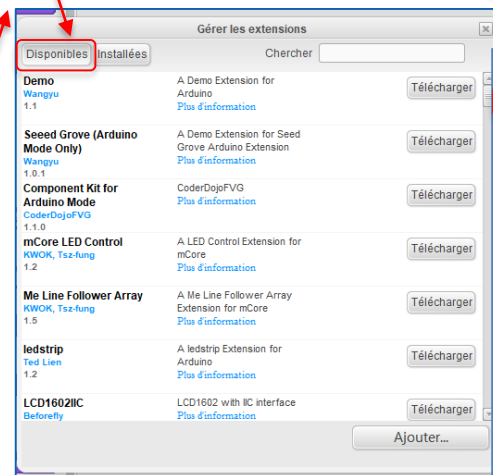 Gérer les extensions
Disponibles Installées Chercher
Demo A Demo Extension for
Wangyu Arduino Télécharger
1.1 Plus d'information
Seeed Grove (Arduino A Demo Extension for Seed
Mode Only) Grove Arduino Extension Télécharger
Wangyu Plus d'information
1.0.1
Component Kit for CoderDojoFVG
Arduino Mode Plus d'information Télécharger
CoderDojoFVG
1.1.0
mCore LED Control A LED Control Extension for
KWOK, Tsz-fung mCore Télécharger
1.2 Plus d'information
Me Line Follower Array A Me Line Follower Array
KWOK, Tsz-fung Extension for mCore Télécharger
1.5 Plus d'information
ledstrip A ledstrip Extension for
Ted Lien Arduino Télécharger
1.2 Plus d'information
LCD1602IIC LCD1602 with IIC interface
Beforefly Plus d'information Télécharger
Ajouter...